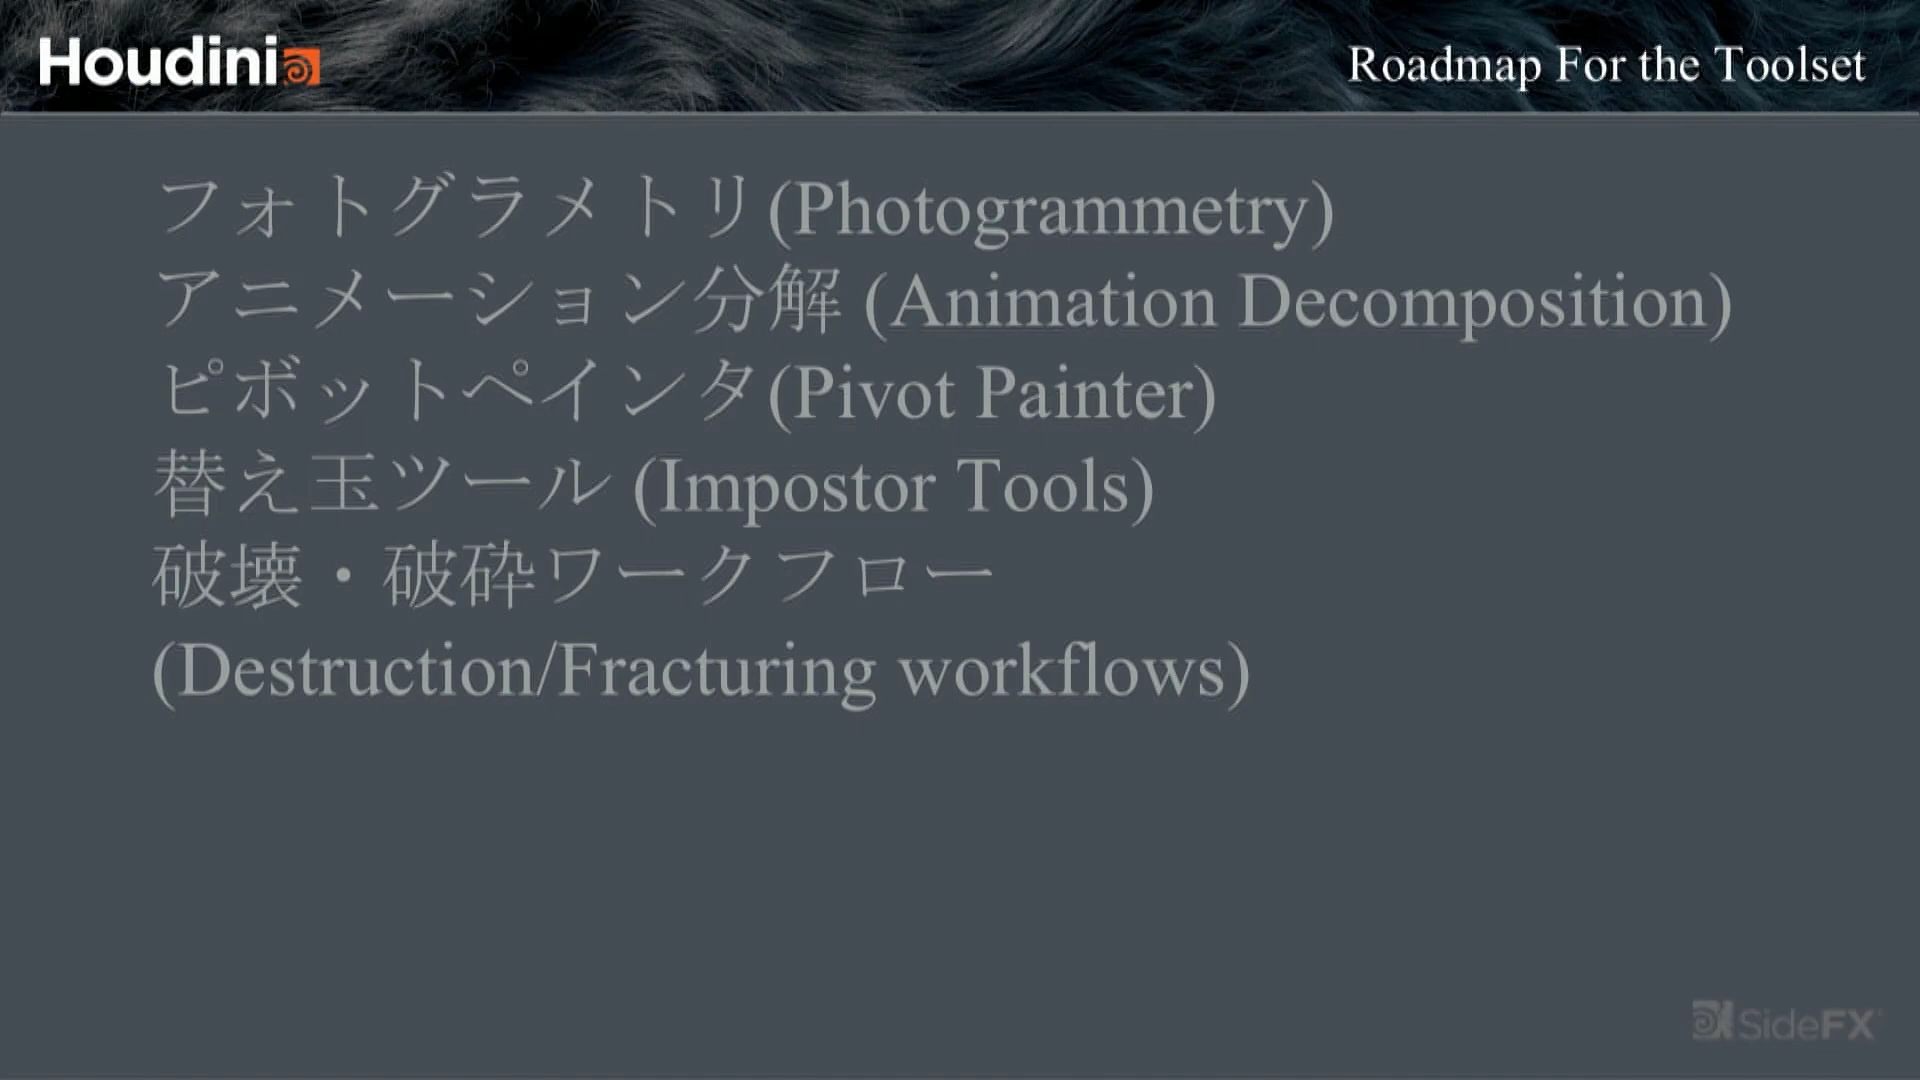 Houdini
Roadmap For the Toolset
フォトグラメトリ(Photogrammetry)
アニメーション分解 (Animation Decomposition)
ピボットペインタ(Pivot Painter)
替え玉ツール (Impostor Tools)
破壊・破砕ワークフロー
(Destruction/Fracturing workflows)
SideFX